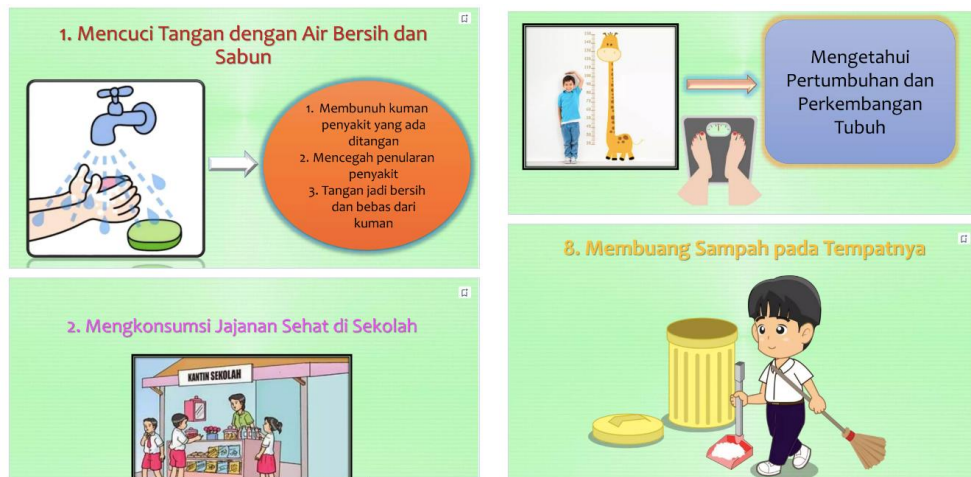 1. Mencuci Tangan dengan Air Bersih dan
Sabun
1. Membunuh kuman
penyakit yang ada
ditangan
2. Mencegah penularan
penyakit
3. Tangan jadi bersih
dan bebas dari
kuman
2. Mengkonsumsi Jajanan Sehat di Sekolah
KANTIN SEKOLAH
Mengetahui
Pertumbuhan dan
Perkembangan
Tubuh
8. Membuang Sampah pada Tempatnya